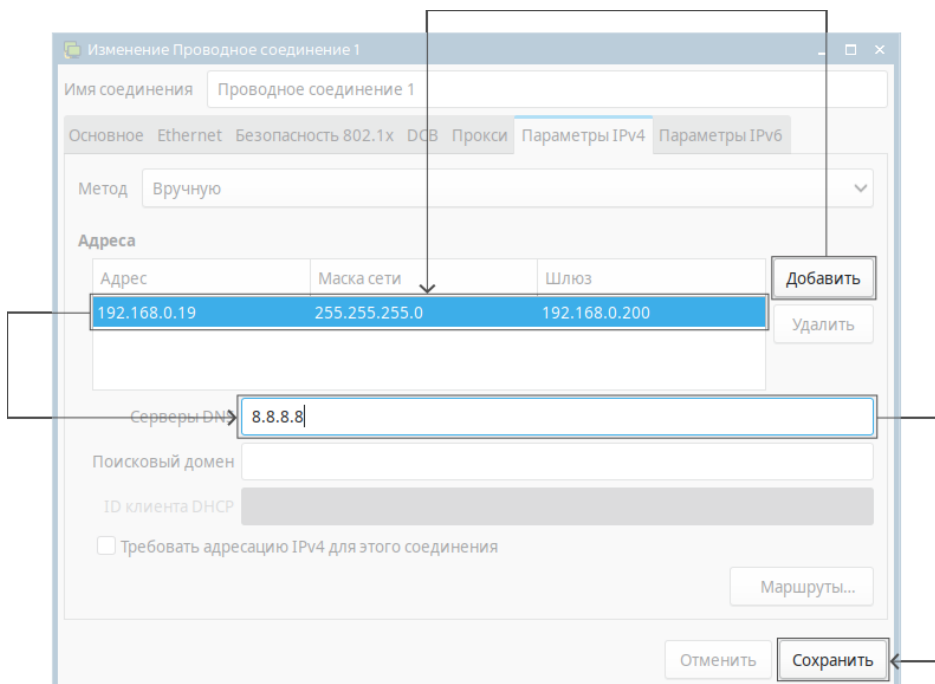 Изменение Проводное соединение 1
Имя соединения Проводное соединение 1
Основное Ethernet Безопасность 802.1x DCB Прокси Параметры IPv4 Параметры IPv6
Метод Вручную
Адреса
Адрес Маска сети Шлюз Добавить
192.168.0.19 255.255.255.0 192.168.0.200
Удалить
Серверы DNS 8.8.8.8
Поисковый домен
ID клиента DHCP
Требовать адресацию IPv4 для этого соединения
Маршруты...
Отменить Сохранить